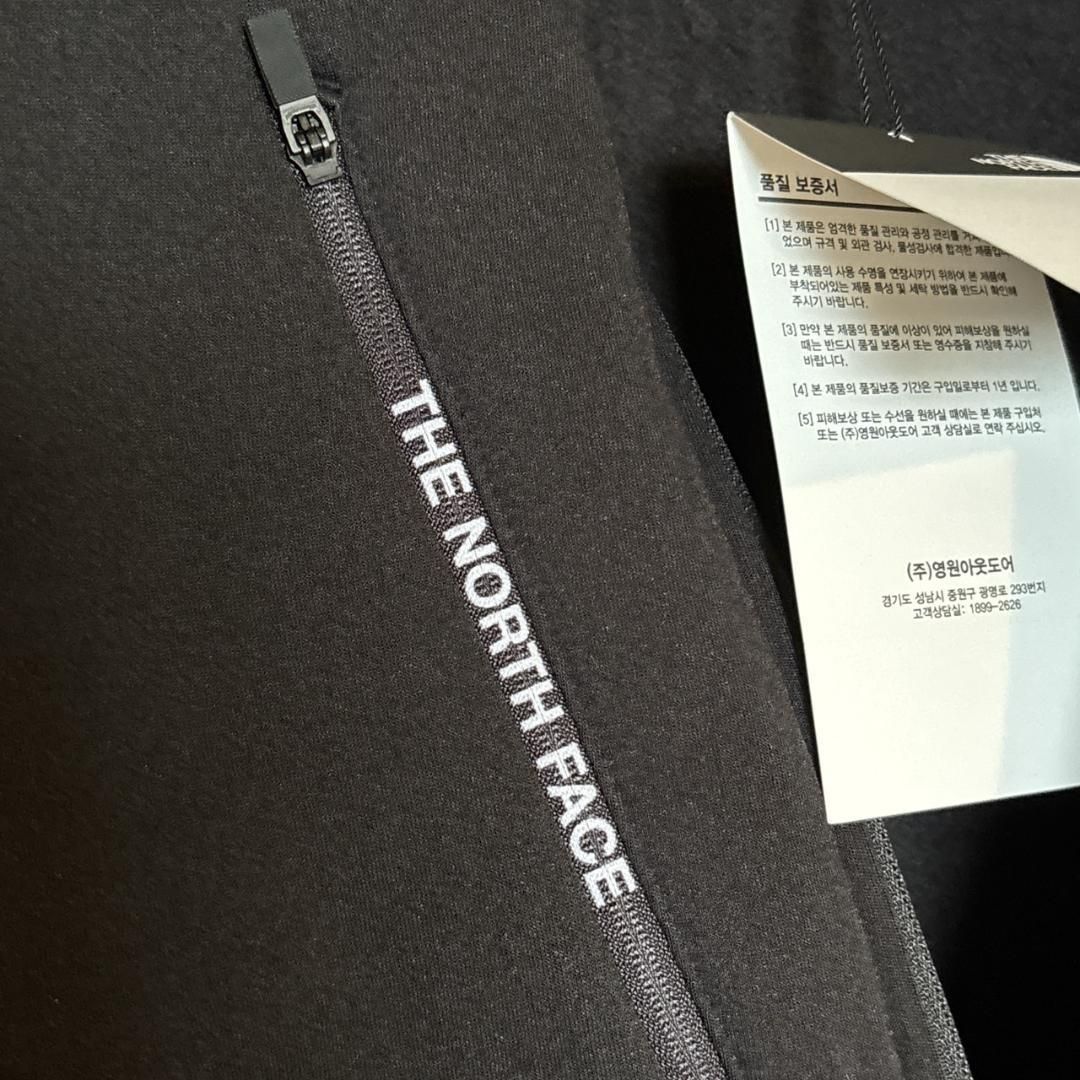 THE NORTH FACE
품질 보증서
[1] 본 제품은 엄격한 품질 관리와 공정 관리를 거쳐
었으며 규격 및 외관 검사, 물성검사에 합격한 제품입니
[2] 본 제품의 사용 수명을 연장시키기 위하여 본 제품에
부착되어있는 제품 특성 및 세탁 방법을 반드시 확인해
주시기 바랍니다.
[3] 만약 본 제품의 품질에 이상이 있어 피해보상을 원하실
때는 반드시 품질 보증서 또는 영수증을 지참해 주시기
바랍니다.
[4] 본 제품의 품질보증 기간은 구입일로부터 1년 입니다.
[5] 피해보상 또는 수선을 원하실 때에는 본 제품 구입처
또는 (주)영원아웃도어 고객 상담실로 연락 주십시오.
(주)영원아웃도어
경기도 성남시 중원구 광명로 293번지
고객상담실: 1899-2626